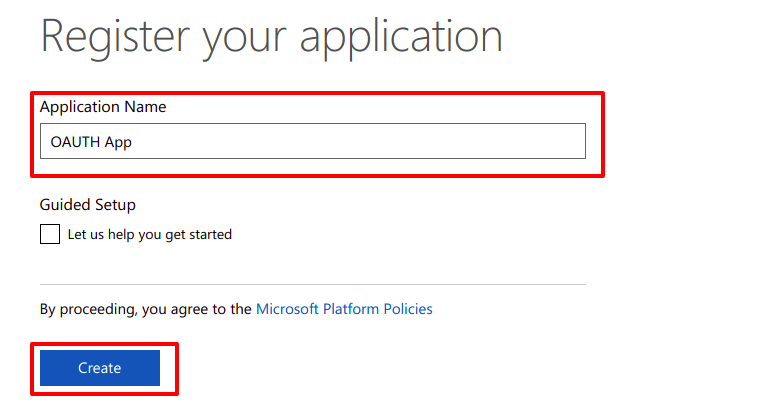 Register your application
Application Name
OAUTH App
Guided Setup
Let us help you get started
By proceeding, you agree to the Microsoft Platform Policies
Create